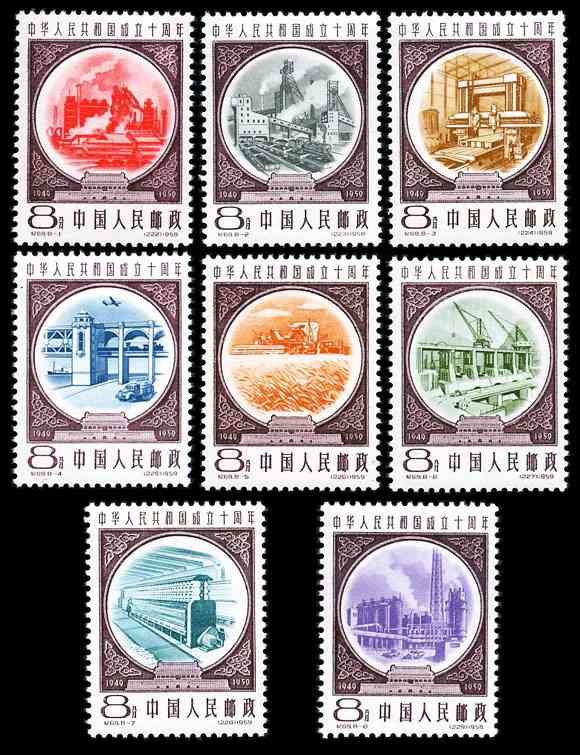 中华人民共和国成立十周年
1949 1959
8分 中国人民邮政
纪69.8-1 (222)1959
中华人民共和国成立十周年
1949 1959
8分 中国人民邮政
纪69.8-2 (223)1959
中华人民共和国成立十周年
1949 1959
8分 中国人民邮政
纪69.8-3 (224)1959
中华人民共和国成立十周年
1949 1959
8分 中国人民邮政
纪69.8-4 (225)1959
中华人民共和国成立十周年
1949 1959
8分 中国人民邮政
纪69.8-5 (226)1959
中华人民共和国成立十周年
1949 1959
8分 中国人民邮政
纪69.8-6 (227)1959
中华人民共和国成立十周年
1949 1959
8分 中国人民邮政
纪69.8-7 (228)1959
中华人民共和国成立十周年
1949 1959
8分 中国人民邮政
纪69.8-8 (229)1959